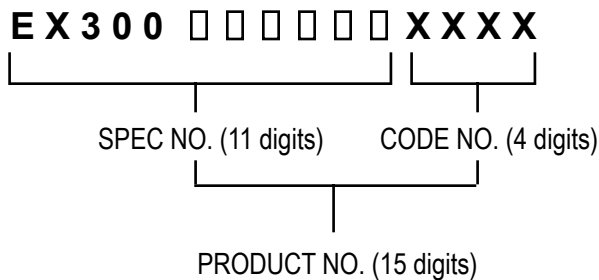 EX300 □□□□□□ XXXX
SPEC NO. (11 digits) CODE NO. (4 digits)
PRODUCT NO. (15 digits)